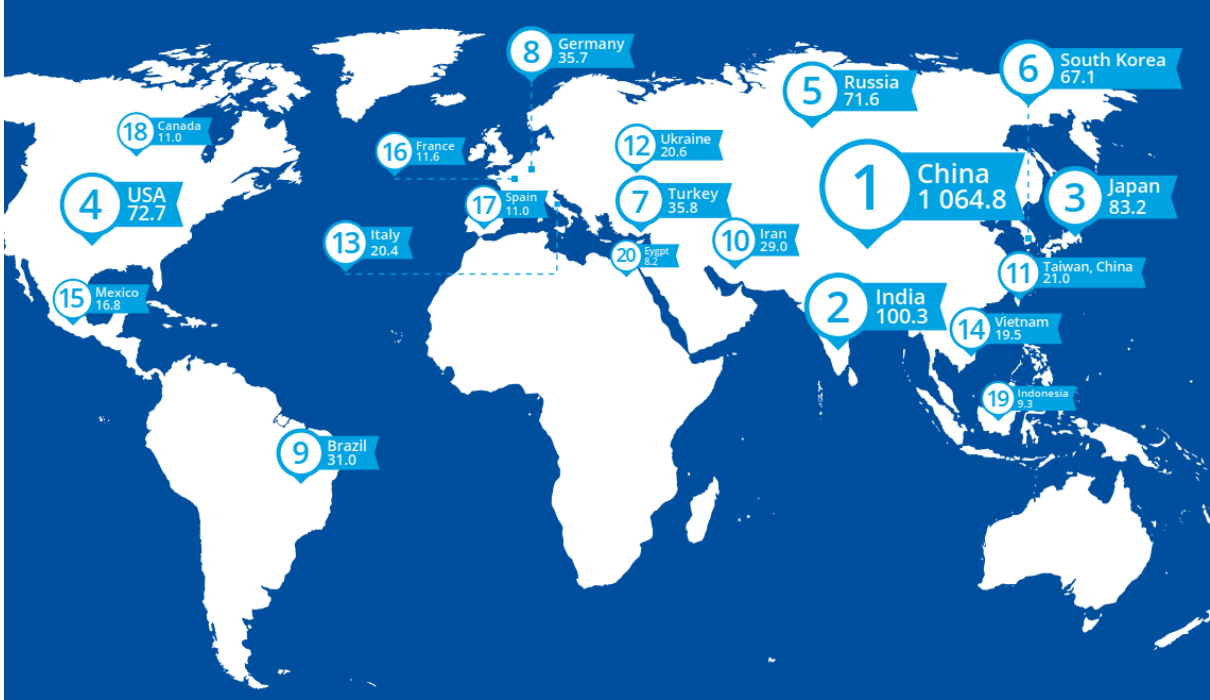 8
Germany
35.7
6
South Korea
67.1
5
Russia
71.6
18
Canada
11.0
16
France
11.6
12
Ukraine
20.6
1
China
1 064.8
4
USA
72.7
17
Spain
11.0
7
Turkey
35.8
3
Japan
83.2
13
Italy
20.4
10
Iran
29.0
20
Eygpt
8.2
11
Taiwan, China
21.0
15
Mexico
16.8
2
India
100.3
14
Vietnam
19.5
19
Indonesia
9.3
9
Brazil
31.0